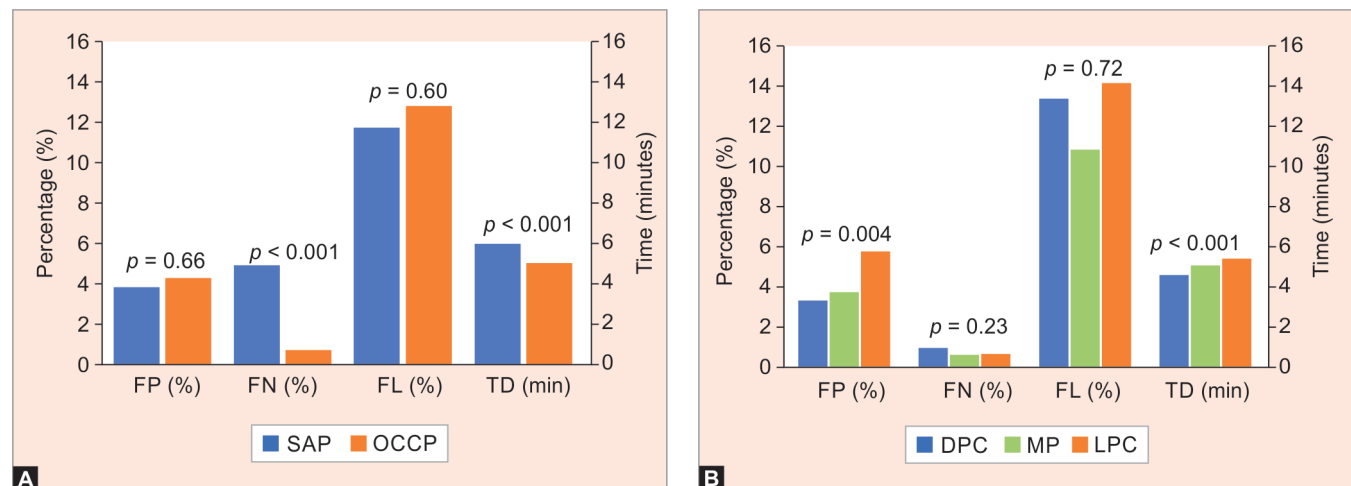 16
14
12
10
8
6
4
2
0
Percentage (%)
p = 0.66
p < 0.001
p = 0.60
p < 0.001
16
14
12
10
8
6
4
2
0
Time (minutes)
FP (%) FN (%) FL (%) TD (min)
SAP OCCP
A
16
14
12
10
8
6
4
2
0
Percentage (%)
p = 0.004
p = 0.23
p = 0.72
p < 0.001
16
14
12
10
8
6
4
2
0
Time (minutes)
FP (%) FN (%) FL (%) TD (min)
DPC MP LPC
B